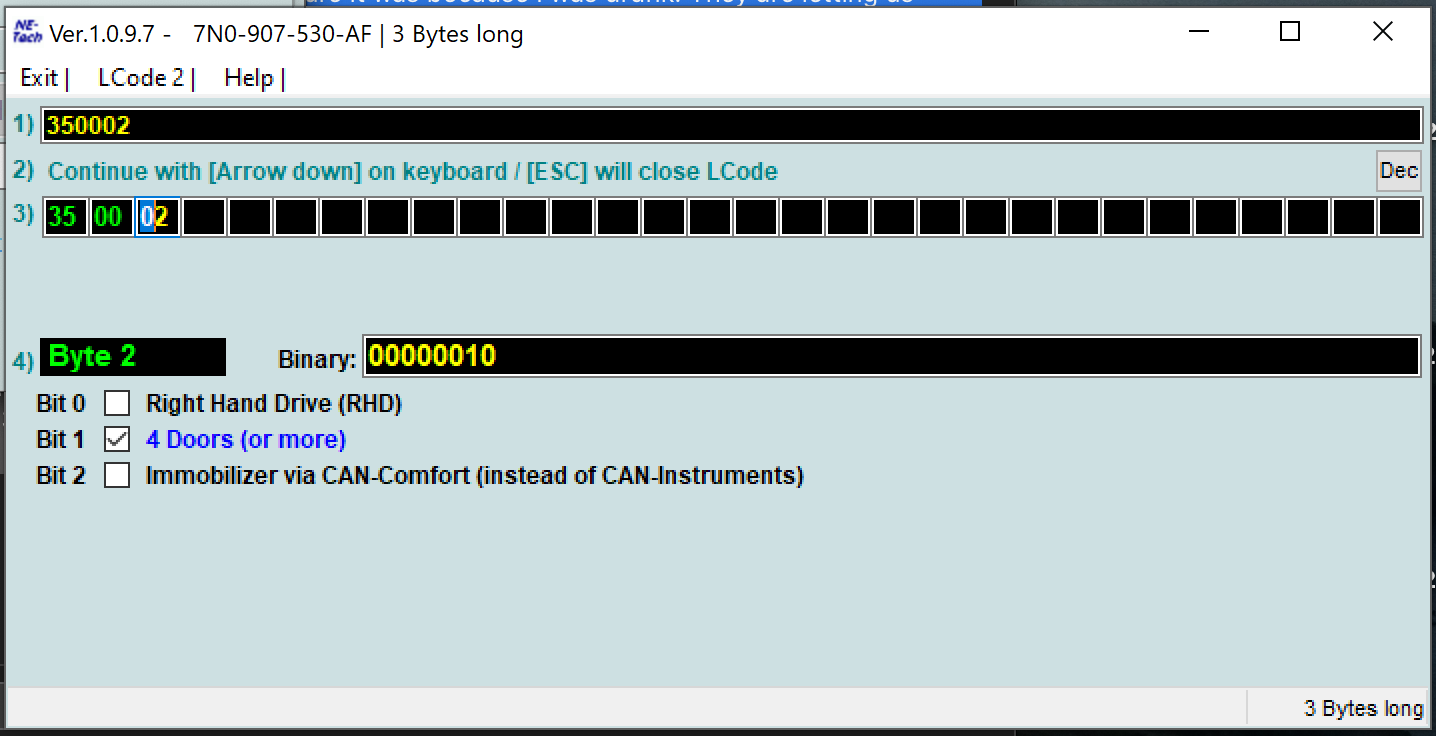 NE-Tech Ver.1.0.9.7 - 7N0-907-530-AF | 3 Bytes long
Exit | LCode 2 | Help |
1) 350002
2) Continue with [Arrow down] on keyboard / [ESC] will close LCode Dec
3) 35 00 02
4) Byte 2 Binary: 00000010
Bit 0 Right Hand Drive (RHD)
Bit 1 4 Doors (or more)
Bit 2 Immobilizer via CAN-Comfort (instead of CAN-Instruments)
3 Bytes long